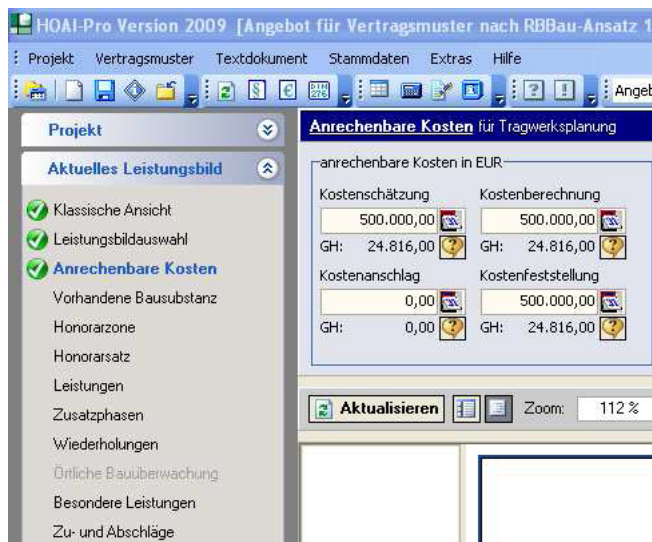 HOAI-Pro Version 2009 [Angebot für Vertragsmuster nach RBBau-Ansatz 1
Projekt Vertragsmuster Textdokument Stammdaten Extras Hilfe
§ € DIN 276 ? ! Angeb
Projekt
Aktuelles Leistungsbild
Klassische Ansicht
Leistungsbildauswahl
Anrechenbare Kosten
Vorhandene Bausubstanz
Honorarzone
Honorarsatz
Leistungen
Zusatzphasen
Wiederholungen
Örtliche Bauüberwachung
Besondere Leistungen
Zu- und Abschläge
Anrechenbare Kosten für Tragwerksplanung
anrechenbare Kosten in EUR
Kostenschätzung Kostenberechnung
500.000,00 500.000,00
GH: 24.816,00 ? GH: 24.816,00 ?
Kostenanschlag Kostenfeststellung
0,00 500.000,00
GH: 0,00 ? GH: 24.816,00 ?
Aktualisieren Zoom: 112 %